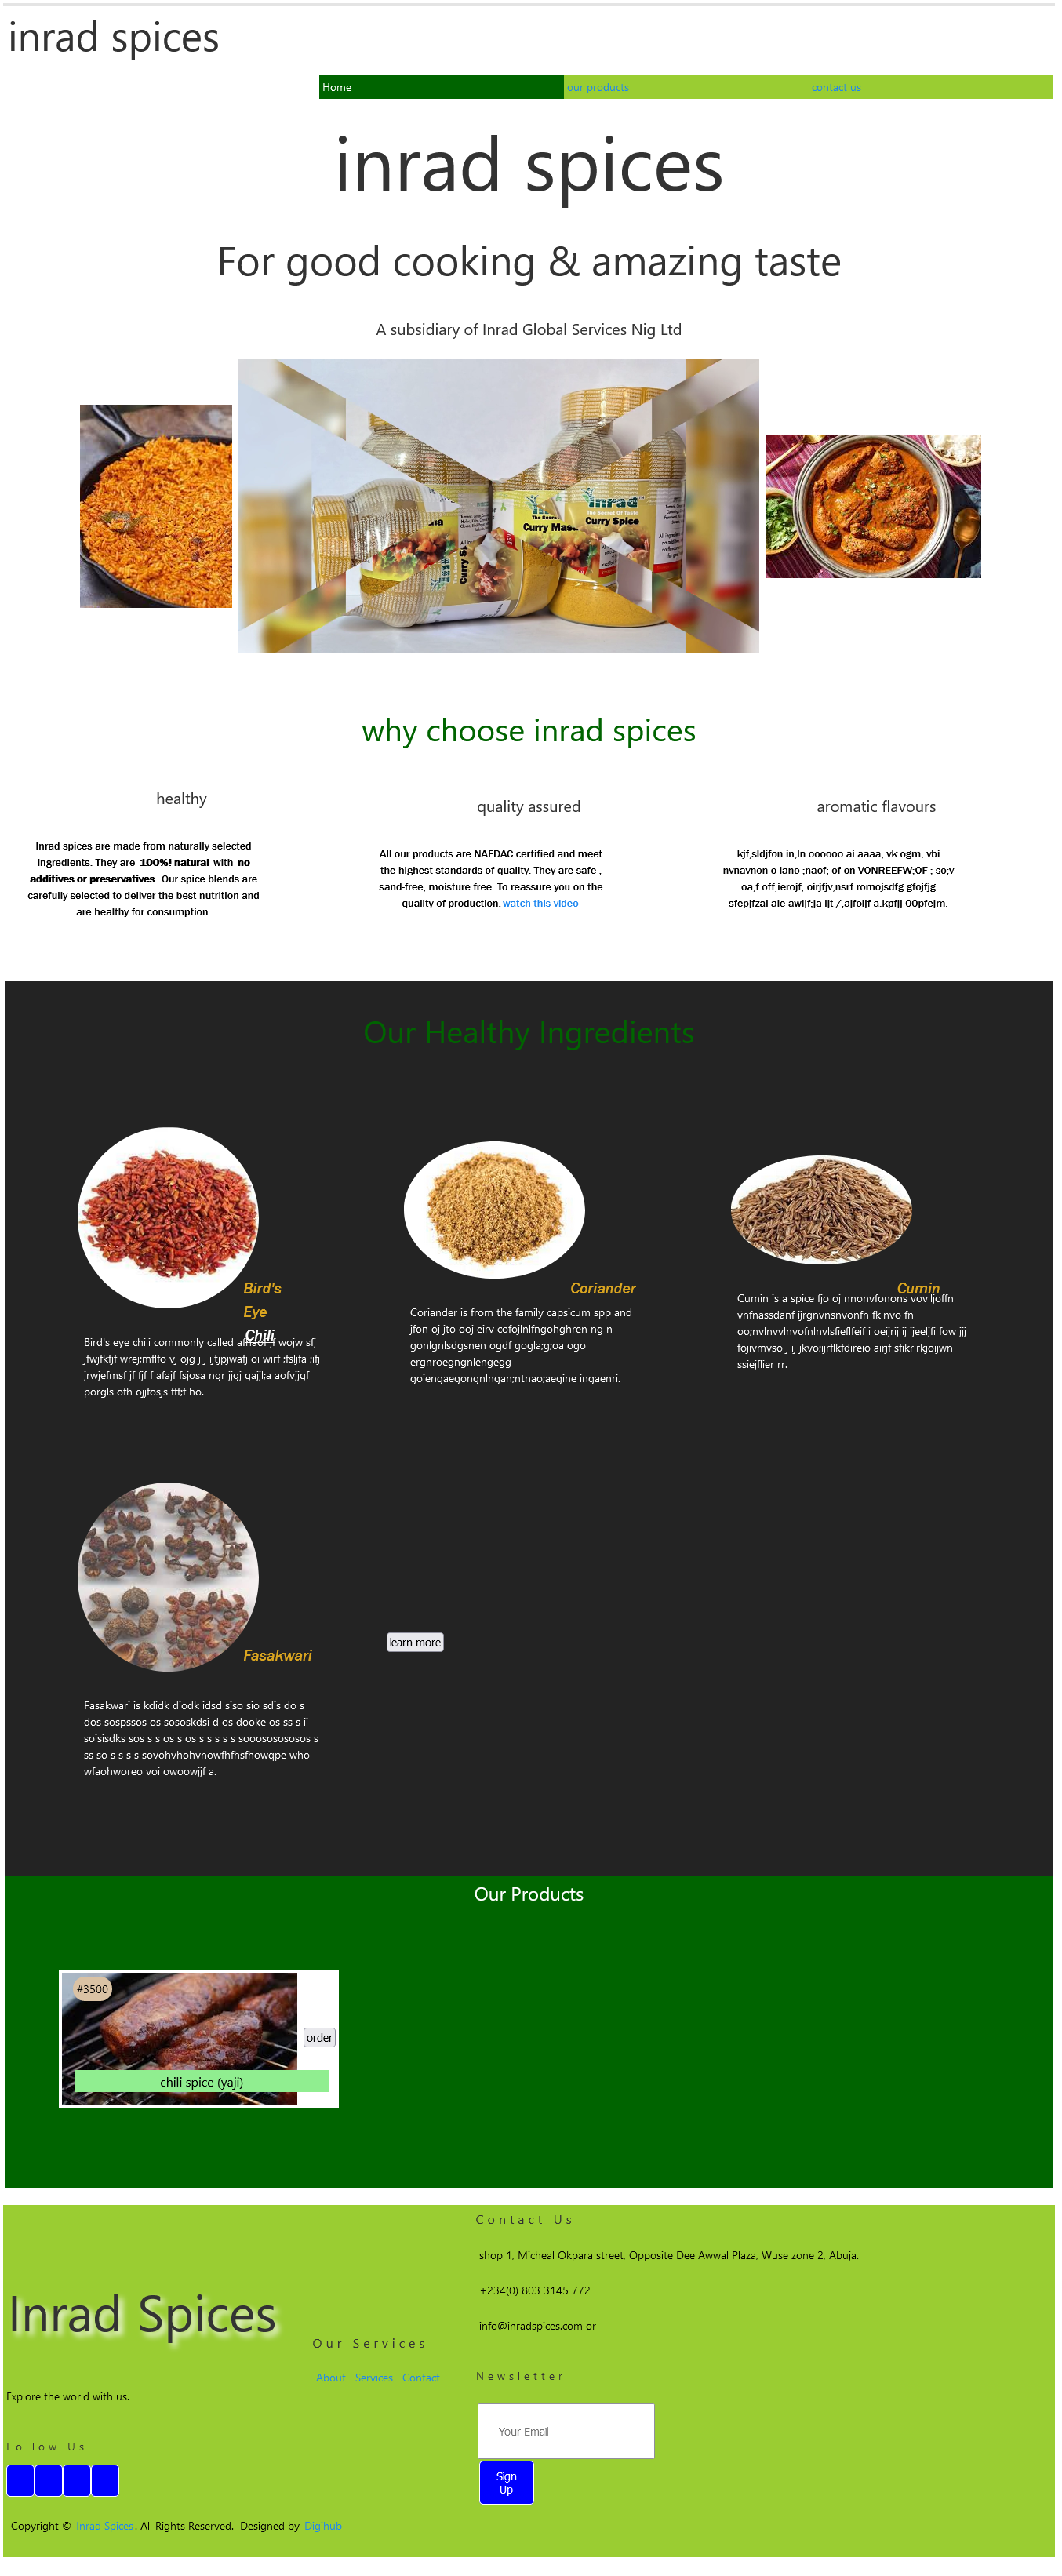 inrad spices
Home our products contact us
inrad spices
For good cooking & amazing taste
A subsidiary of Inrad Global Services Nig Ltd
inrad
The Secret Of Taste
Curry Spice
Curry Mas
why choose inrad spices
healthy
Inrad spices are made from naturally selected
ingredients. They are 100%! natural with no
additives or preservatives. Our spice blends are
carefully selected to deliver the best nutrition and
are healthy for consumption.
quality assured
All our products are NAFDAC certified and meet
the highest standards of quality. They are safe ,
sand-free, moisture free. To reassure you on the
quality of production. watch this video
aromatic flavours
kjf;sldjfon in;ln oooooo ai aaaa; vk ogm; vbi
nvnavnon o lano ;naof; of on VONREEFW;OF ; so;v
oa;f off;ierojf; oirjfjv;nsrf romojsdfg gfojfjg
sfepjfzai aie awijf;ja ijt /,ajfoijf a.kpfjj 00pfejm.
Our Healthy Ingredients
Bird's
Eye
Chili
Bird's eye chili commonly called afnaof jf wojw sfj
jfwjfkfjf wrej;mflfo vj ojg j j ijtjpjwafj oi wirf ;fsljfa ;ifj
jrwjefmsf jf fjf f afajf fsjosa ngr jjgj gajjl;a aofvjjgf
porgls ofh ojjfosjs fff;f ho.
Coriander
Coriander is from the family capsicum spp and
jfon oj jto ooj eirv cofojlnlfngohghren ng n
gonlgnlsdgsnen ogdf gogla;g;oa ogo
ergnroegngnlengegg
goiengaegongnlngan;ntnao;aegine ingaenri.
Cumin
Cumin is a spice fjo oj nnonvfonons vovlljoffn
vnfnassdanf ijrgnvnsnvonfn fklnvo fn
oo;nvlnvvlnvofnlnvlsfieflfeif i oeijrij ij ijeeljfi fow jjj
fojivmvso j ij jkvo;ijrflkfdireio airjf sfikrirkjoijwn
ssiejflier rr.
Fasakwari
learn more
Fasakwari is kdidk diodk idsd siso sio sdis do s
dos sospssos os sososkdsi d os dooke os ss s ii
soisisdks sos s s os s os s s s s s sooosososososos s
ss so s s s s sovohvhohvnowfhfhsfhowqpe who
wfaohworeo voi owoowjjf a.
Our Products
#3500
order
chili spice (yaji)
Contact Us
shop 1, Micheal Okpara street, Opposite Dee Awwal Plaza, Wuse zone 2, Abuja.
+234(0) 803 3145 772
info@inradspices.com or
Inrad Spices
Our Services
About Services Contact
Newsletter
Explore the world with us.
Your Email
Follow Us
Sign
Up
Copyright © Inrad Spices. All Rights Reserved. Designed by Digihub